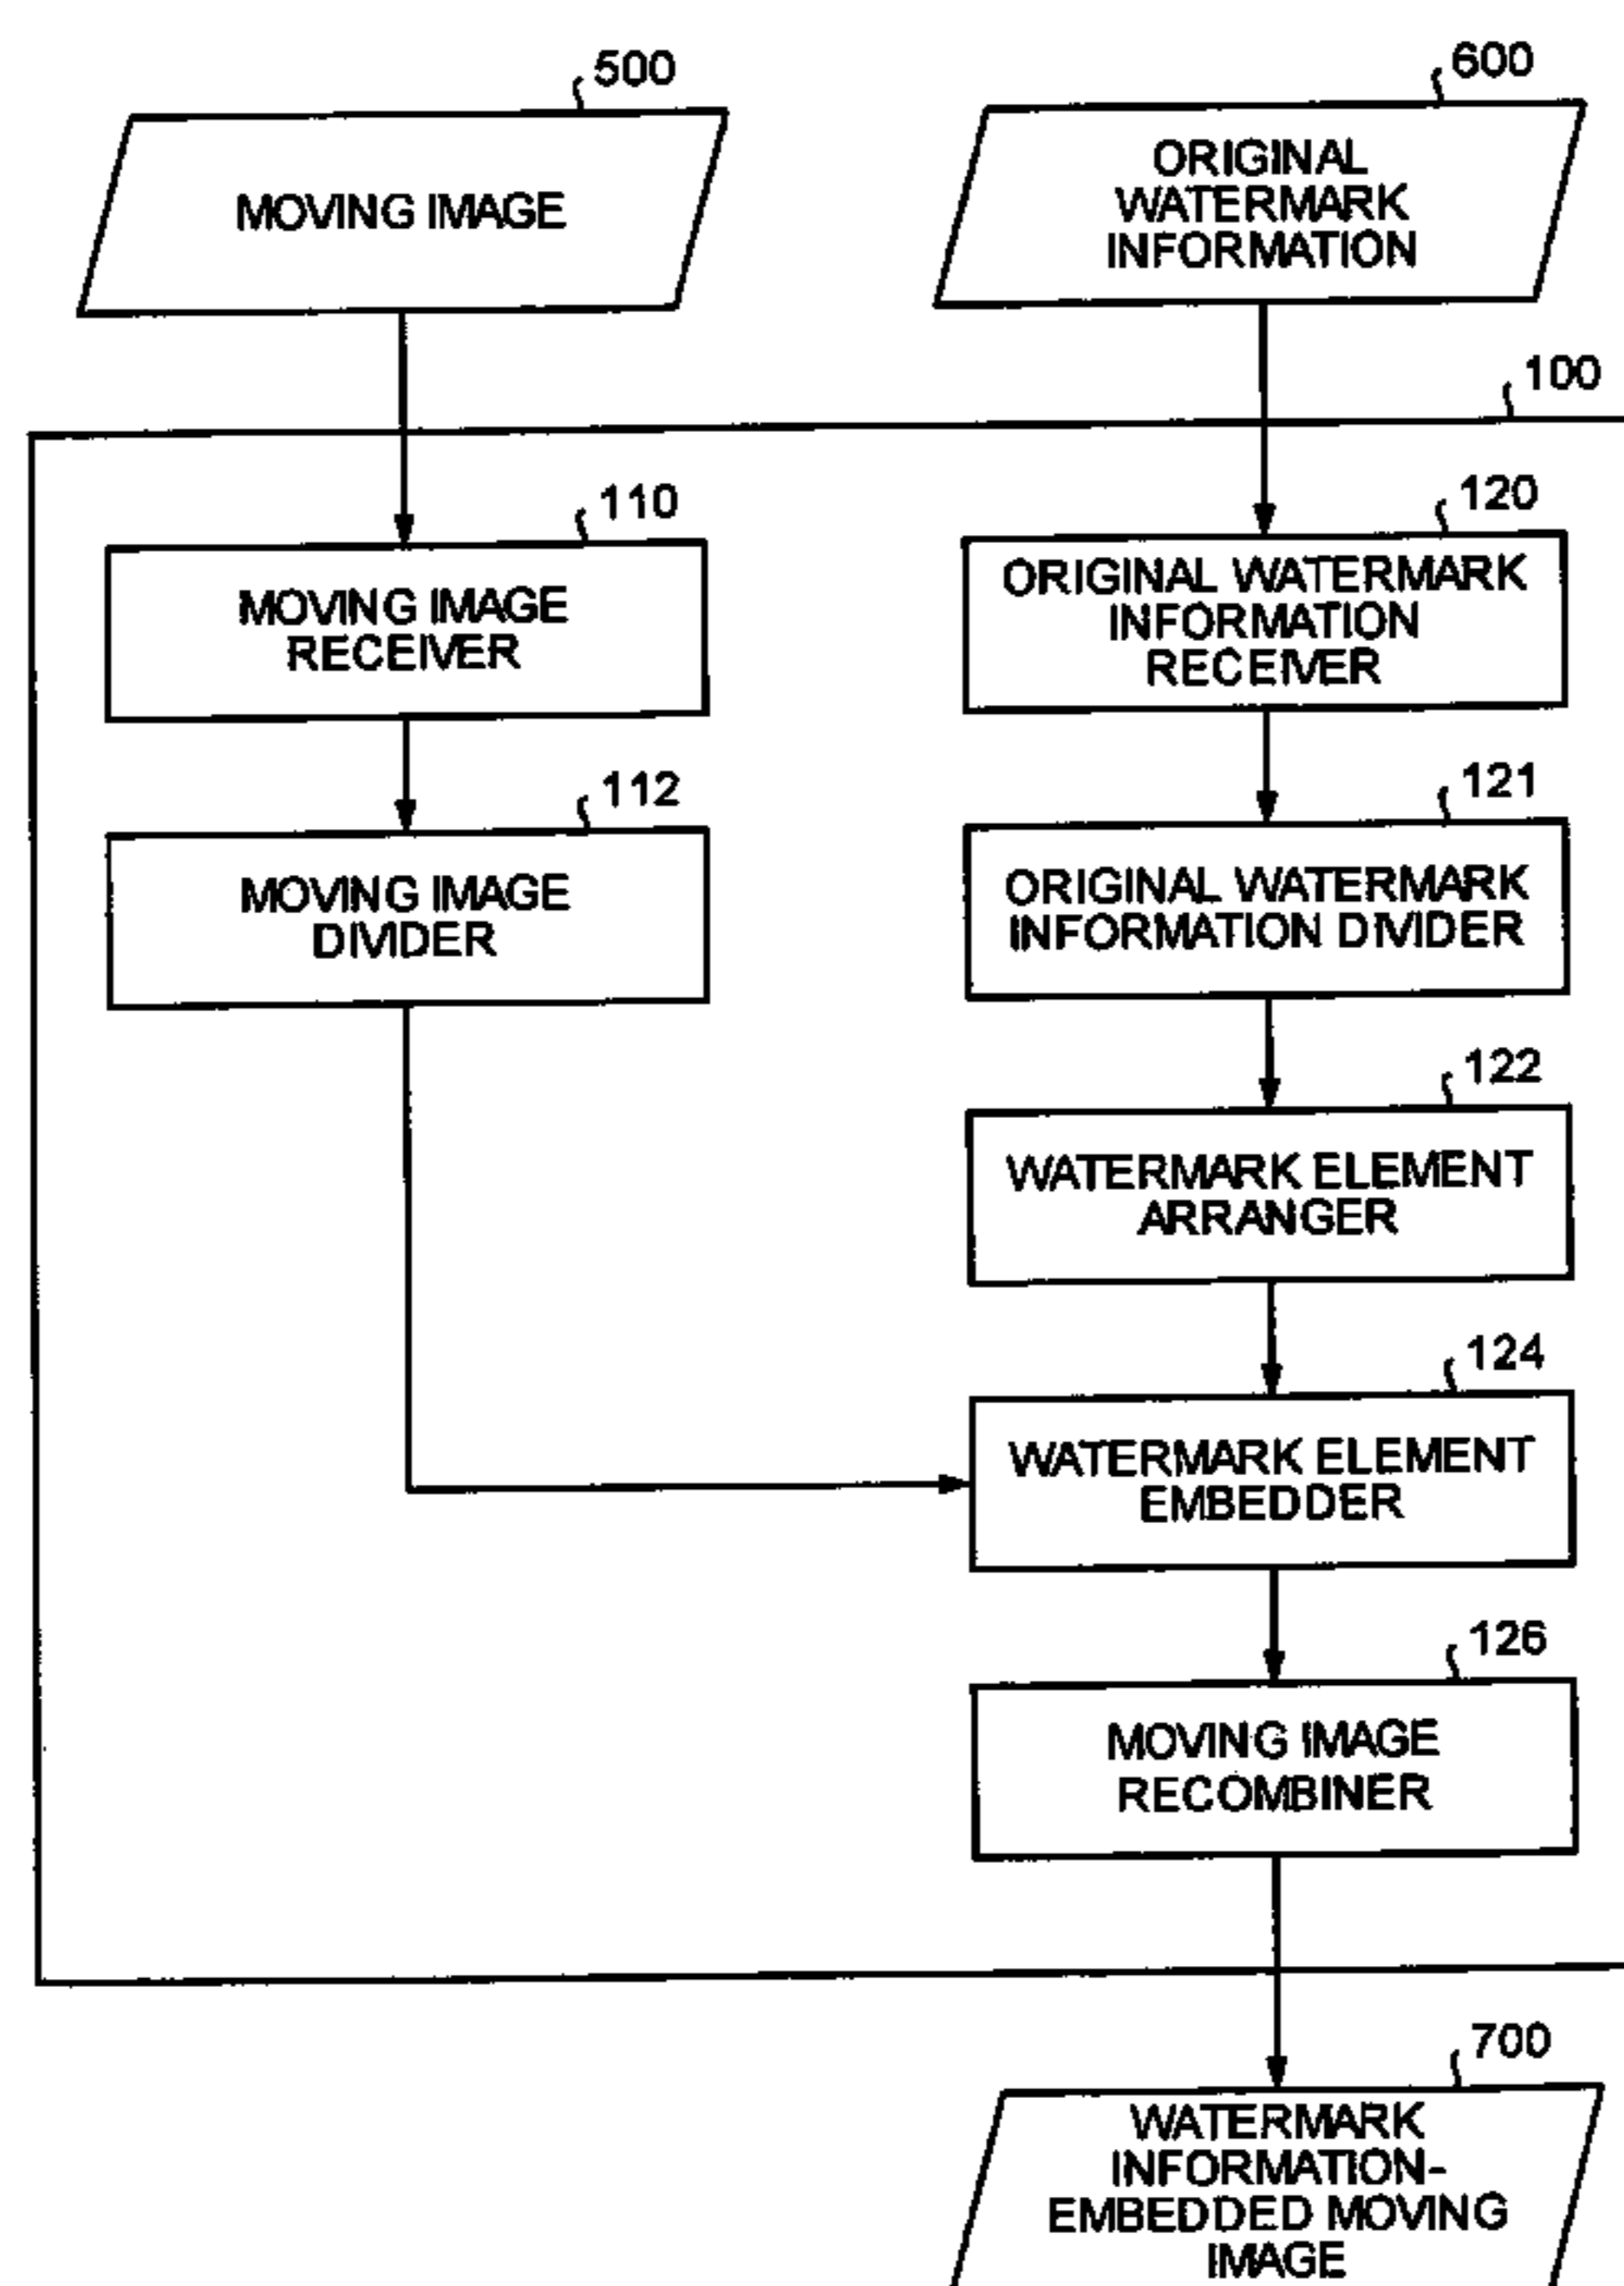 500
MOVING IMAGE
600
ORIGINAL
WATERMARK
INFORMATION
100
110
MOVING IMAGE
RECEIVER
120
ORIGINAL WATERMARK
INFORMATION
RECEIVER
112
MOVING IMAGE
DIVIDER
121
ORIGINAL WATERMARK
INFORMATION DIVIDER
122
WATERMARK ELEMENT
ARRANGER
124
WATERMARK ELEMENT
EMBEDDER
126
MOVING IMAGE
RECOMBINER
700
WATERMARK
INFORMATION-
EMBEDDED MOVING
IMAGE